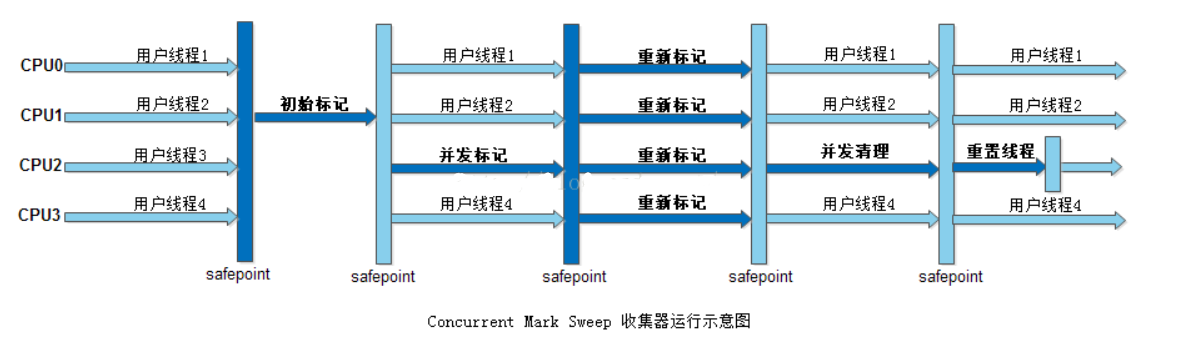 CPU0 用户线程1 用户线程1 重新标记 用户线程1 用户线程1
CPU1 用户线程2 初始标记 用户线程2 重新标记 用户线程2 用户线程2
CPU2 用户线程3 并发标记 重新标记 并发清理 重置线程
CPU3 用户线程4 用户线程4 重新标记 用户线程4 用户线程4
safepoint safepoint safepoint safepoint safepoint
Concurrent Mark Sweep 收集器运行示意图